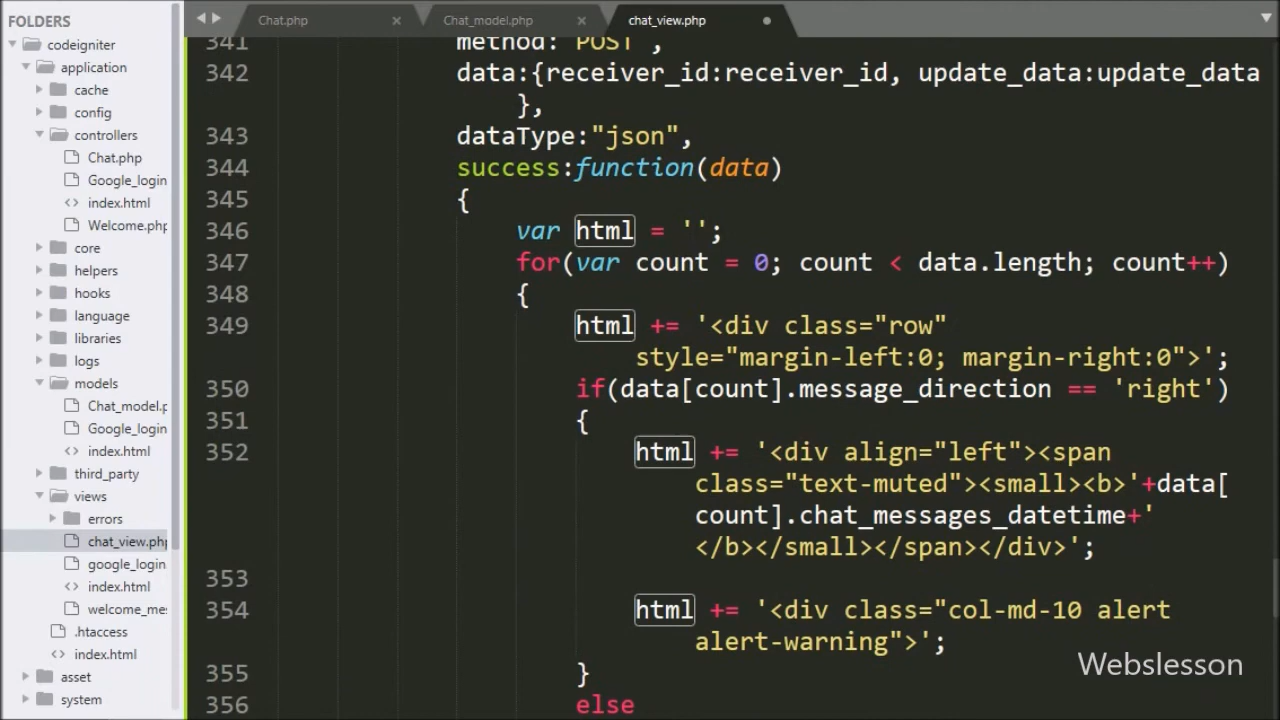 FOLDERS
codeigniter
application
cache
config
controllers
Chat.php
Google_login
index.html
Welcome.php
core
helpers
hooks
language
libraries
logs
models
Chat_model.p
Google_login
index.html
third_party
views
errors
chat_view.php
google_login
index.html
welcome_me
.htaccess
index.html
asset
system
Chat.php
Chat_model.php
chat_view.php
341 method:"POST",
342 data:{receiver_id:receiver_id, update_data:update_data
},
343 dataType:"json",
344 success:function(data)
345 {
346 var html = '';
347 for(var count = 0; count < data.length; count++)
348 {
349 html += '<div class="row"
style="margin-left:0; margin-right:0">';
350 if(data[count].message_direction == 'right')
351 {
352 html += '<div align="left"><span
class="text-muted"><small><b>'+data[
count].chat_messages_datetime+'
</b></small></span></div>';
353
354 html += '<div class="col-md-10 alert
alert-warning">';
355 }
356 else
Webslesson